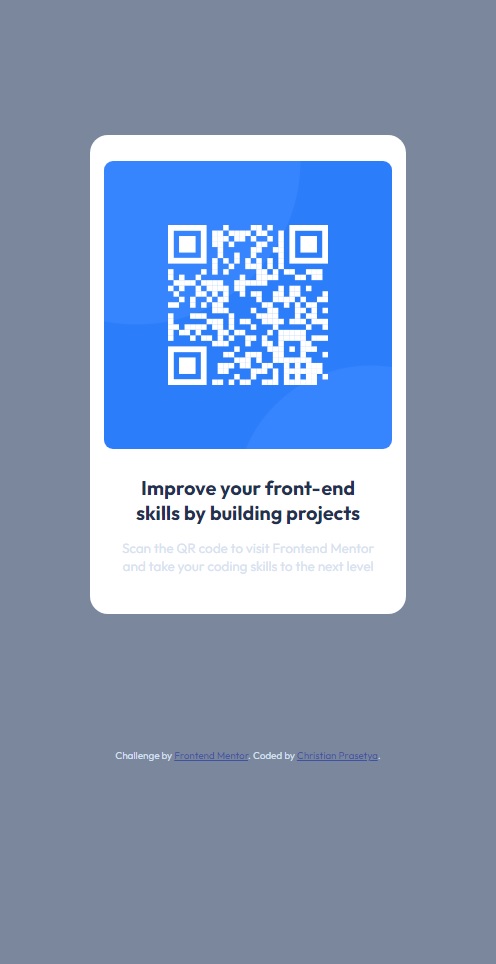 Improve your front-end
skills by building projects
Scan the QR code to visit Frontend Mentor
and take your coding skills to the next level
Challenge by Frontend Mentor. Coded by Christian Prasetya.